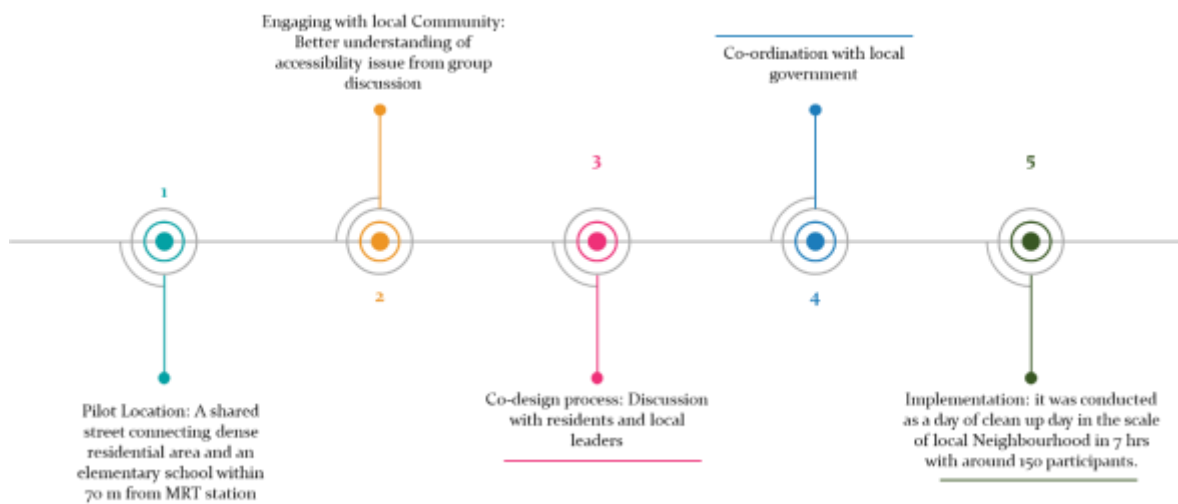 1
Pilot Location: A shared
street connecting dense
residential area and an
elementary school within
70 m from MRT station
Engaging with local Community:
Better understanding of
accessibility issue from group
discussion
2
3
Co-design process: Discussion
with residents and local
leaders
Co-ordination with local
government
4
5
Implementation: it was conducted
as a day of clean up day in the scale
of local Neighbourhood in 7 hrs
with around 150 participants.